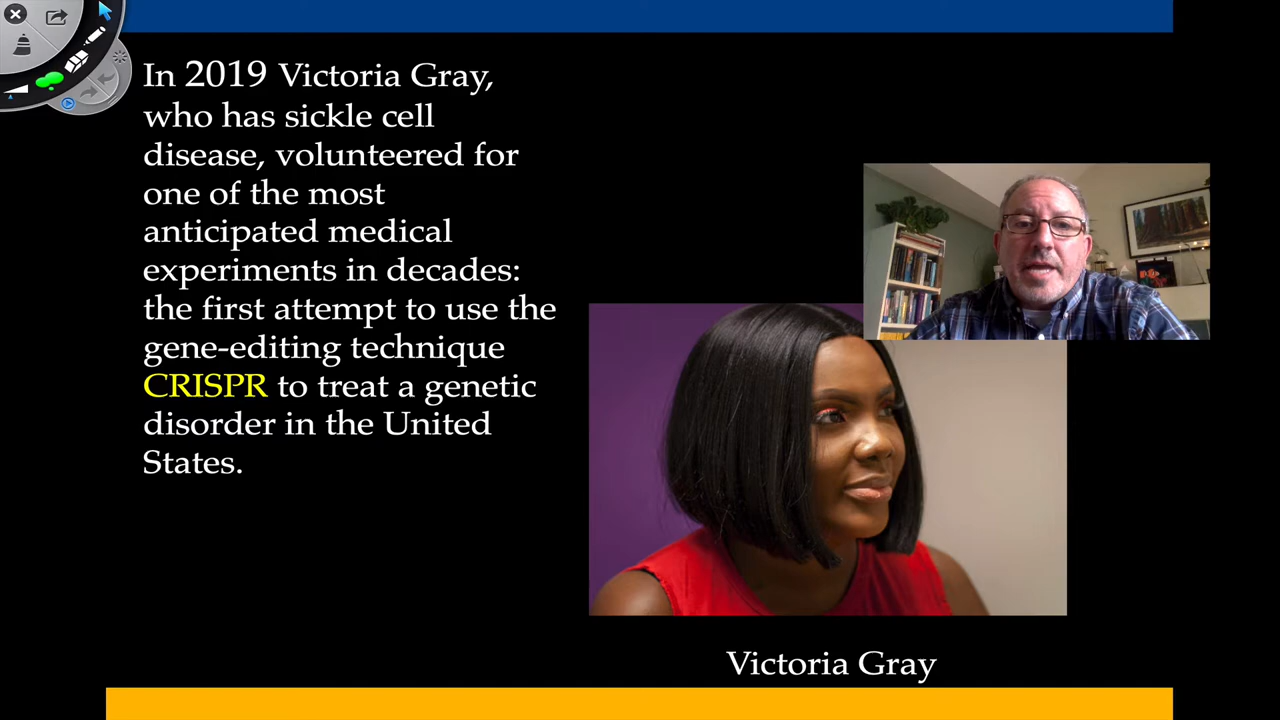 In 2019 Victoria Gray,
who has sickle cell
disease, volunteered for
one of the most
anticipated medical
experiments in decades:
the first attempt to use the
gene-editing technique
CRISPR to treat a genetic
disorder in the United
States.
Victoria Gray